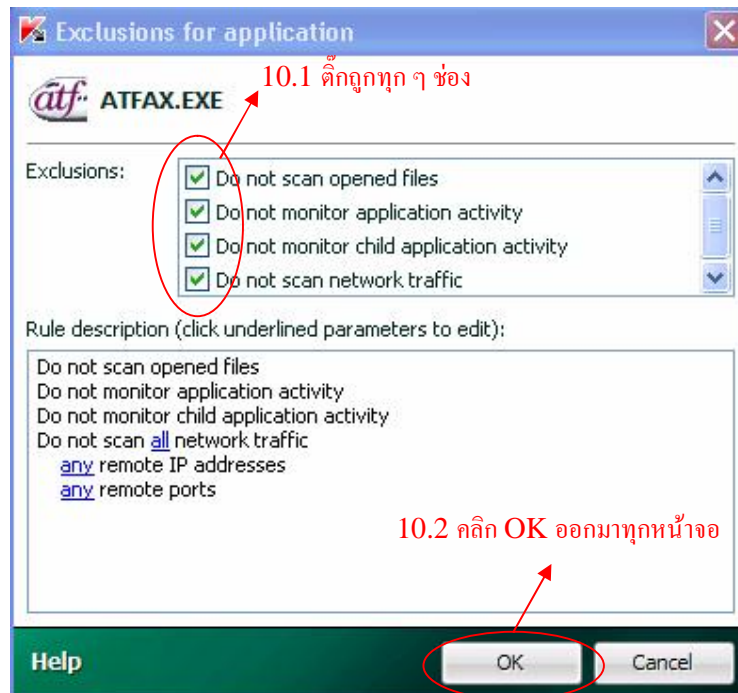 Exclusions for application
10.1 ติ๊กถูกทุก ๆ ช่อง
atf ATFAX.EXE
Exclusions:
Do not scan opened files
Do not monitor application activity
Do not monitor child application activity
Do not scan network traffic
Rule description (click underlined parameters to edit):
Do not scan opened files
Do not monitor application activity
Do not monitor child application activity
Do not scan all network traffic
any remote IP addresses
any remote ports
10.2 คลิก OK ออกมาทุกหน้าจอ
Help
OK
Cancel